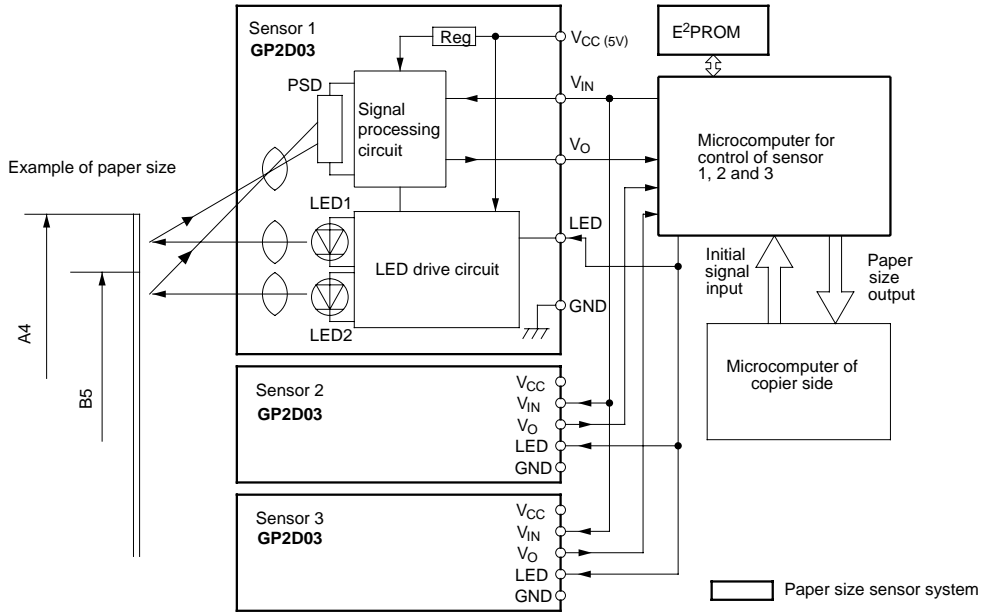 Sensor 1
GP2D03
Reg
VCC (5V)
E²PROM
PSD
VIN
Signal
processing
circuit
VO
Microcomputer for
control of sensor
1, 2 and 3
Example of paper size
LED1
LED
LED drive circuit
Initial
signal
input
Paper
size
output
GND
LED2
A4
B5
Microcomputer of
copier side
Sensor 2
GP2D03
VCC
VIN
VO
LED
GND
Sensor 3
GP2D03
VCC
VIN
VO
LED
GND
Paper size sensor system